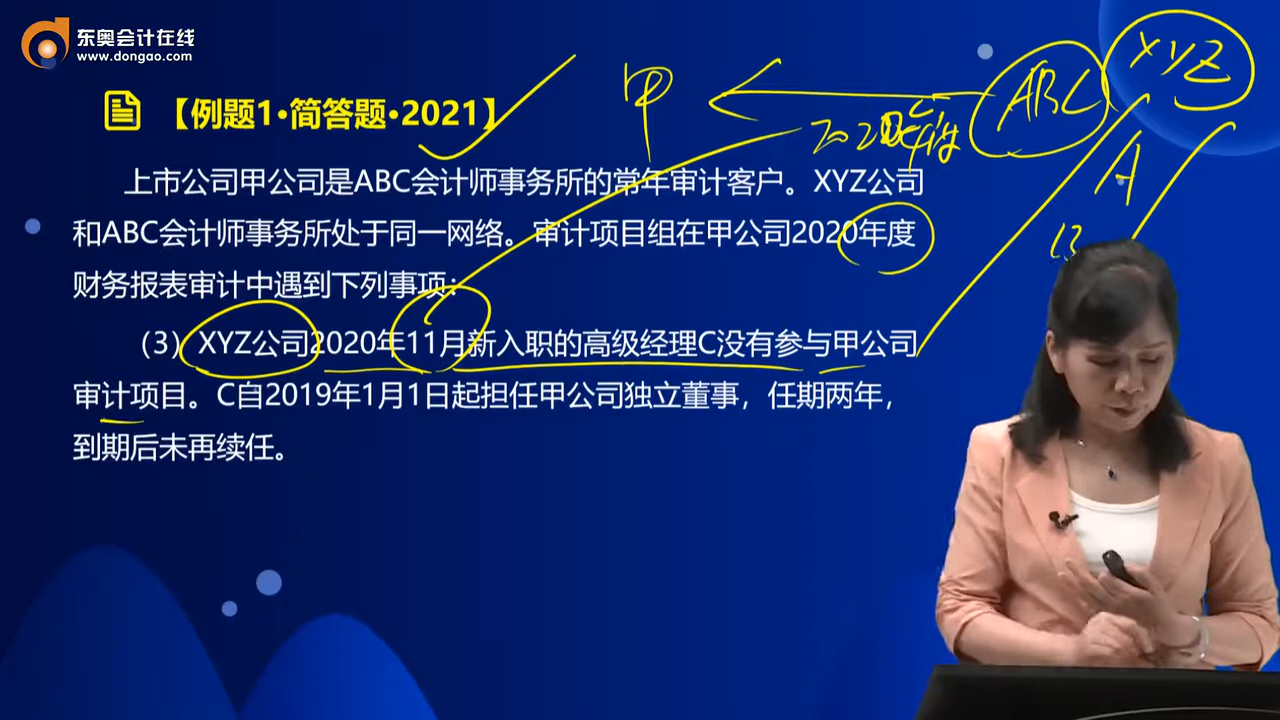 东奥会计在线
www.dongao.com
【例题1•简答题•2021】
甲
ABC
XYZ
A
上市公司甲公司是ABC会计师事务所的常年审计客户。XYZ公司
和ABC会计师事务所处于同一网络。审计项目组在甲公司2020年度
财务报表审计中遇到下列事项：
（3）XYZ公司2020年11月新入职的高级经理C没有参与甲公司
审计项目。C自2019年1月1日起担任甲公司独立董事，任期两年，
到期后未再续任。